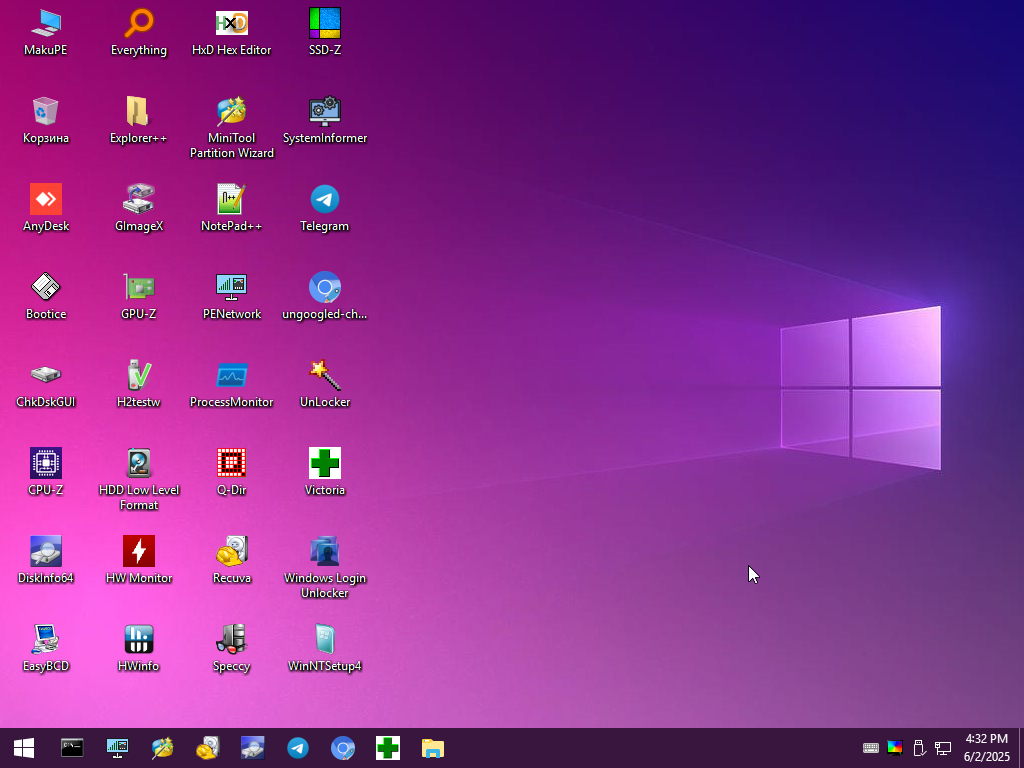 MakuPE
Everything
HxD Hex Editor
SSD-Z
Корзина
Explorer++
MiniTool
Partition Wizard
SystemInformer
AnyDesk
GImageX
NotePad++
Telegram
Bootice
GPU-Z
PENetwork
ungoogled-ch...
ChkDskGUI
H2testw
ProcessMonitor
UnLocker
CPU-Z
HDD Low Level
Format
Q-Dir
Victoria
DiskInfo64
HW Monitor
Recuva
Windows Login
Unlocker
EasyBCD
HWinfo
Speccy
WinNTSetup4
4:32 PM
6/2/2025